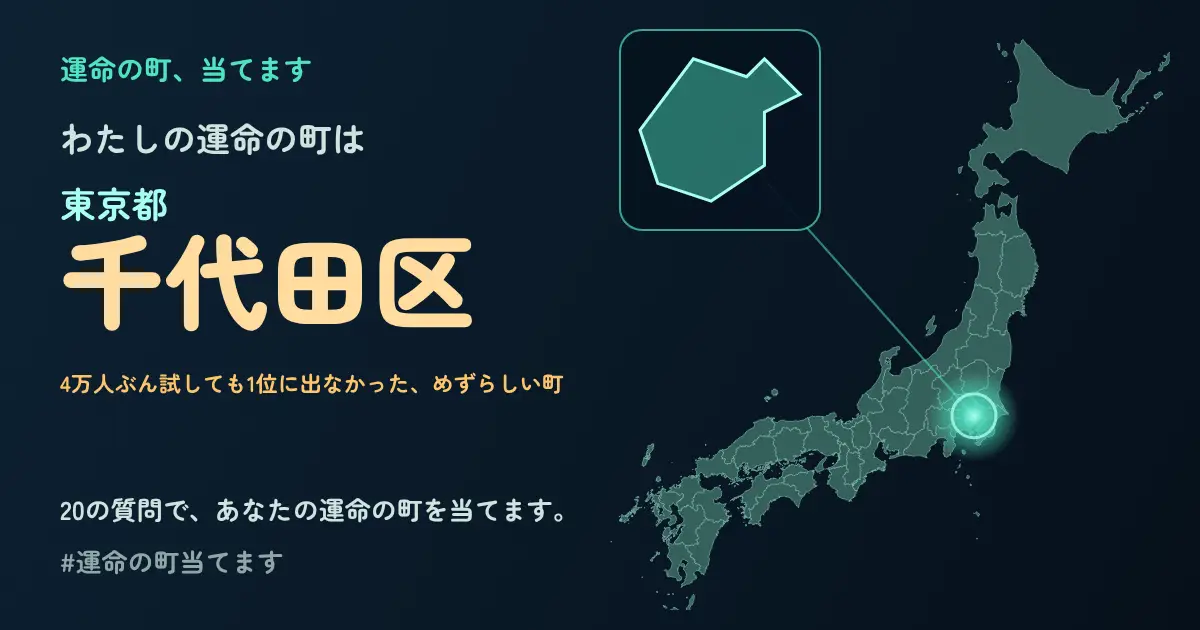 運命の町、当てます
わたしの運命の町は
東京都
千代田区
4万人ぶん試しても1位に出なかった、めずらしい町
20の質問で、あなたの運命の町を当てます。
#運命の町当てます